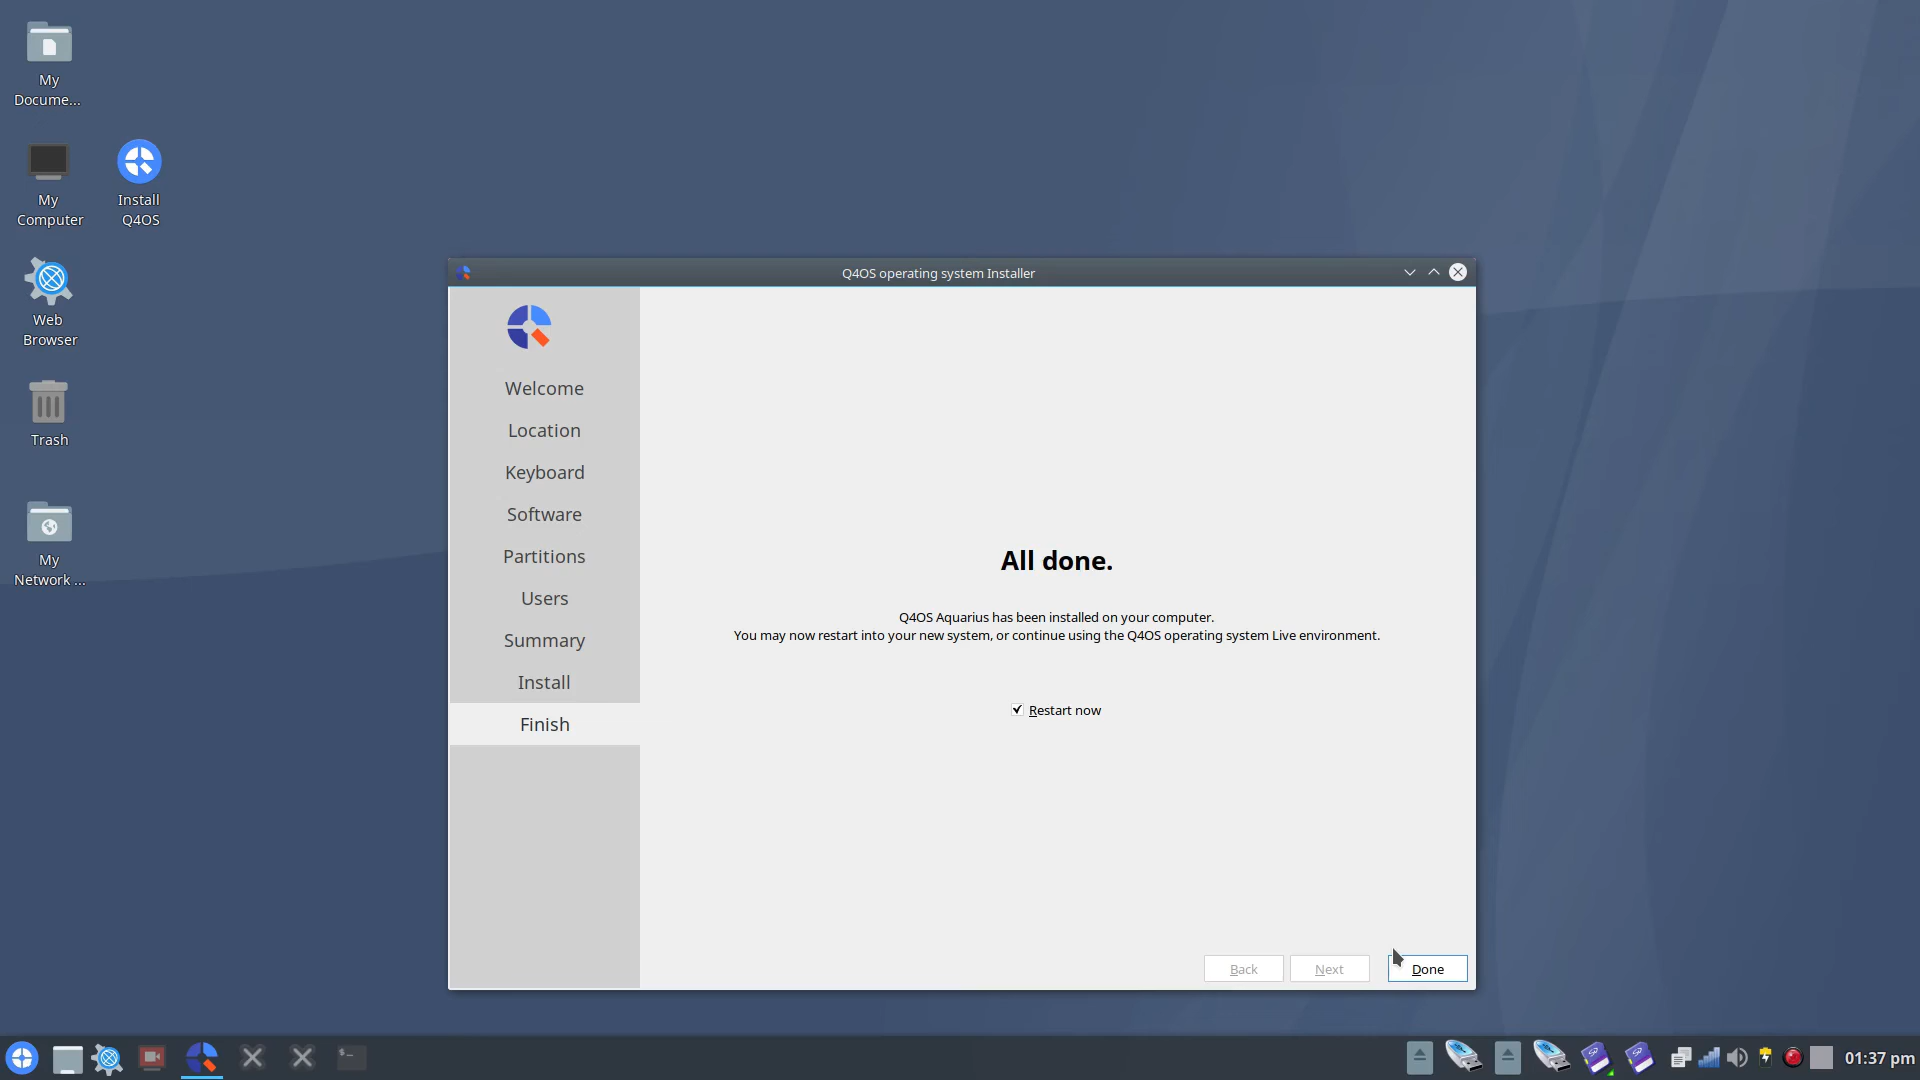 My
Docume...
My
Computer
Install
Q4OS
Web
Browser
Trash
My
Network ...
Q4OS operating system Installer
Welcome
Location
Keyboard
Software
Partitions
Users
Summary
Install
Finish
All done.
Q4OS Aquarius has been installed on your computer.
You may now restart into your new system, or continue using the Q4OS operating system Live environment.
Restart now
Back
Next
Done
01:37 pm